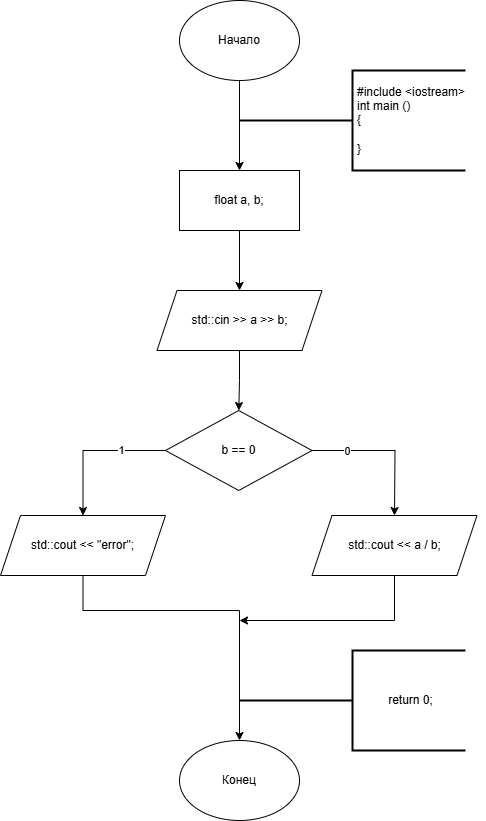 Начало
#include <iostream>
int main ()
{
}
float a, b;
std::cin >> a >> b;
b == 0
1
0
std::cout << "error";
std::cout << a / b;
return 0;
Конец